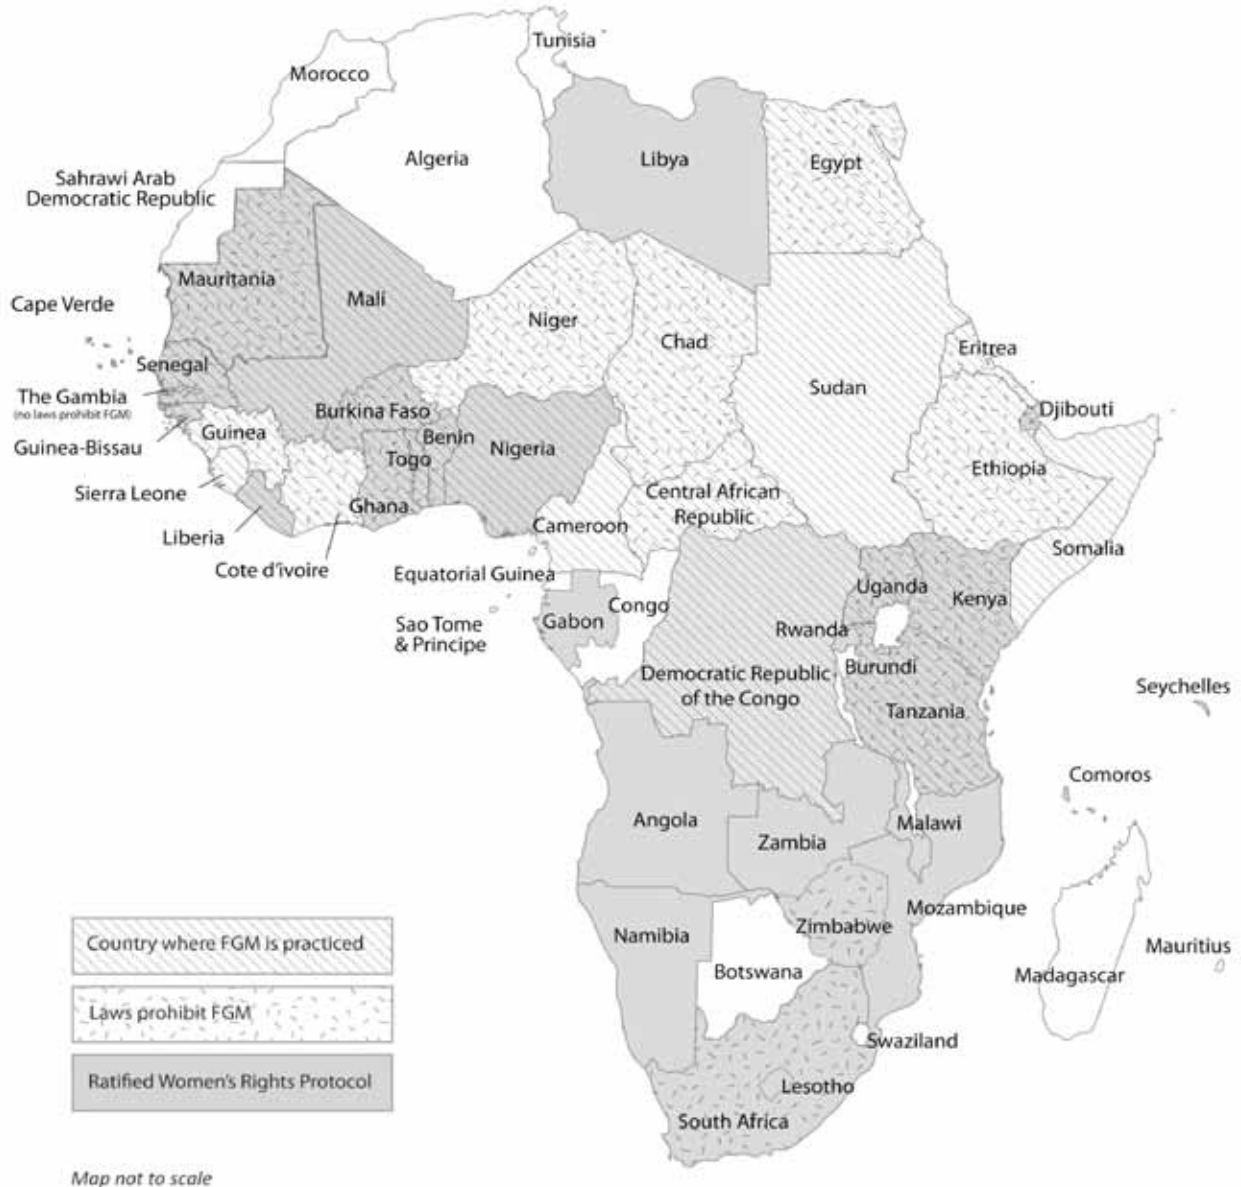 Tunisia
Morocco
Algeria
Libya
Egypt
Sahrawi Arab
Democratic Republic
Mauritania
Mali
Cape Verde
Niger
Chad
Eritrea
Senegal
Sudan
The Gambia
(no laws prohibit FGM)
Burkina Faso
Djibouti
Guinea
Benin
Guinea-Bissau
Togo
Nigeria
Ethiopia
Sierra Leone
Ghana
Central African
Republic
Cameroon
Liberia
Somalia
Cote d'ivoire
Equatorial Guinea
Uganda
Kenya
Congo
Gabon
Sao Tome
& Principe
Rwanda
Democratic Republic
of the Congo
Burundi
Seychelles
Tanzania
Comoros
Angola
Malawi
Zambia
Mozambique
Zimbabwe
Namibia
Mauritius
Botswana
Madagascar
Swaziland
Lesotho
South Africa
Country where FGM is practiced
Laws prohibit FGM
Ratified Women's Rights Protocol
Map not to scale